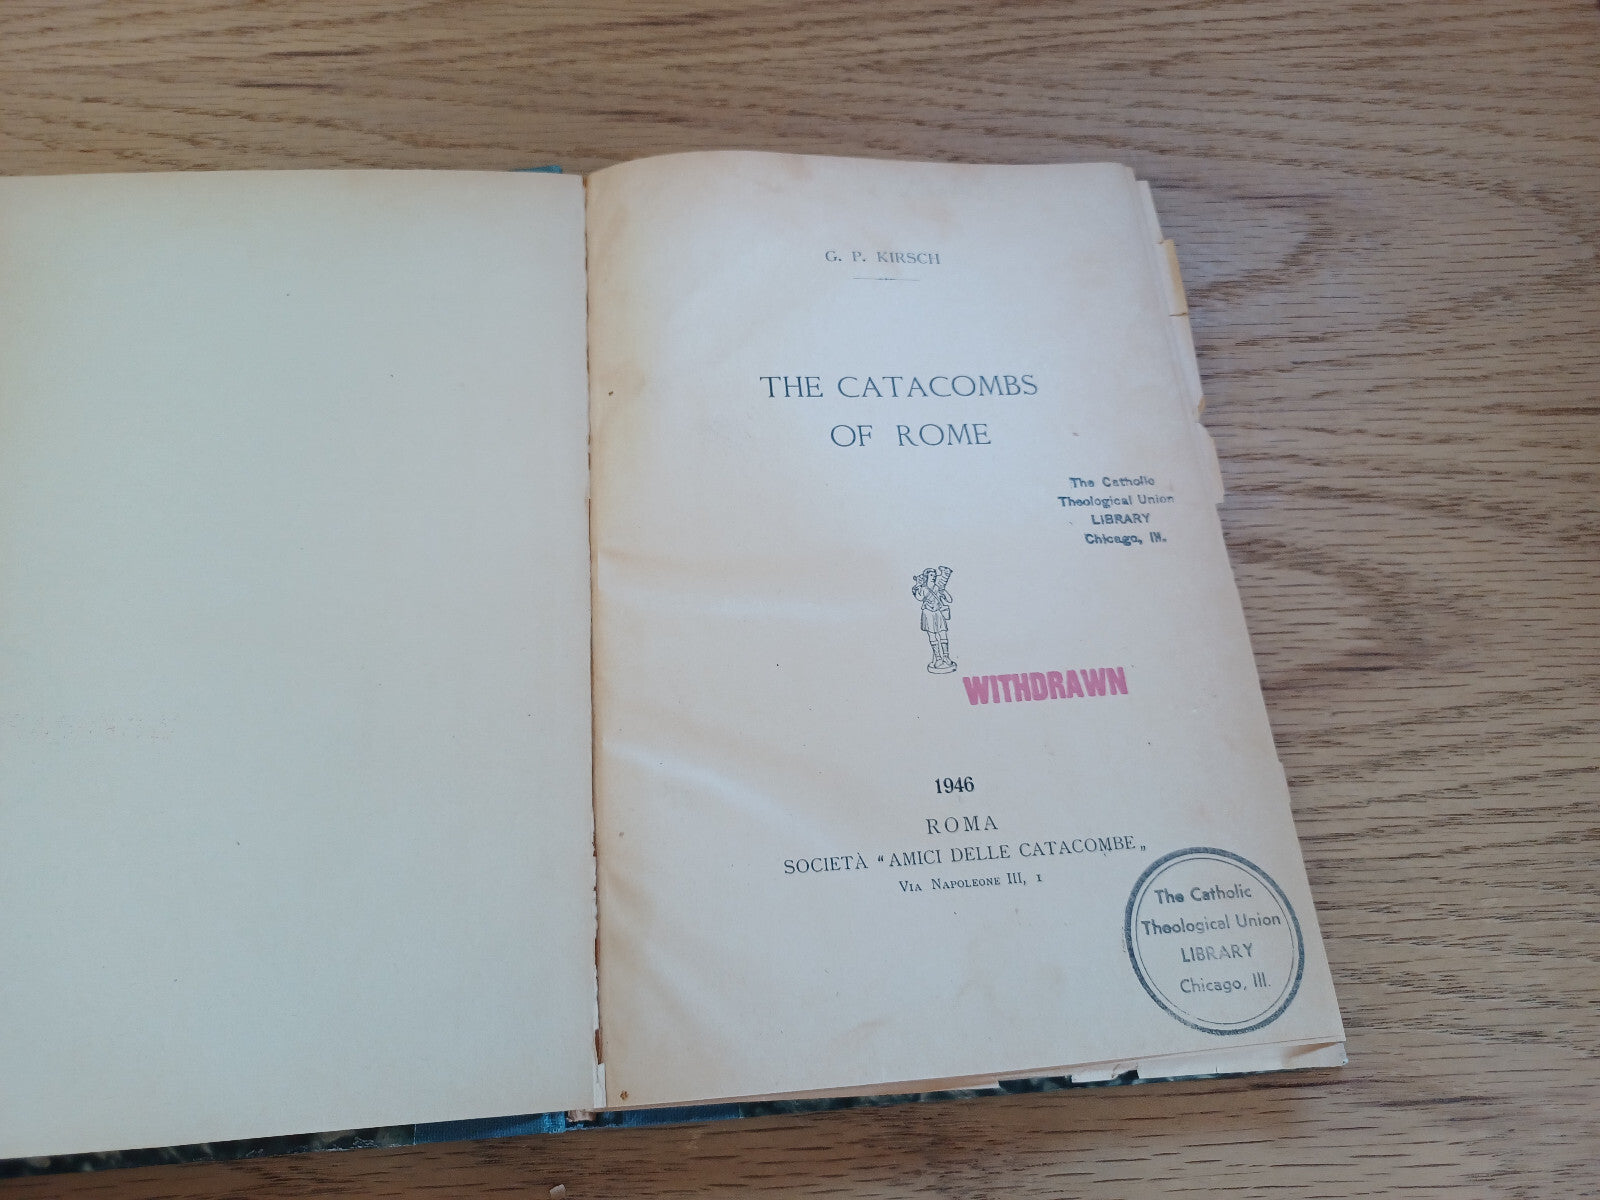 G. P. KIRSCH
THE CATACOMBS
OF ROME
The Catholic
Theological Union
LIBRARY
Chicago, Ill.
WITHDRAWN
1946
ROMA
SOCIETÀ "AMICI DELLE CATACOMBE„
VIA NAPOLEONE III, 1
The Catholic
Theological Union
LIBRARY
Chicago, Ill.